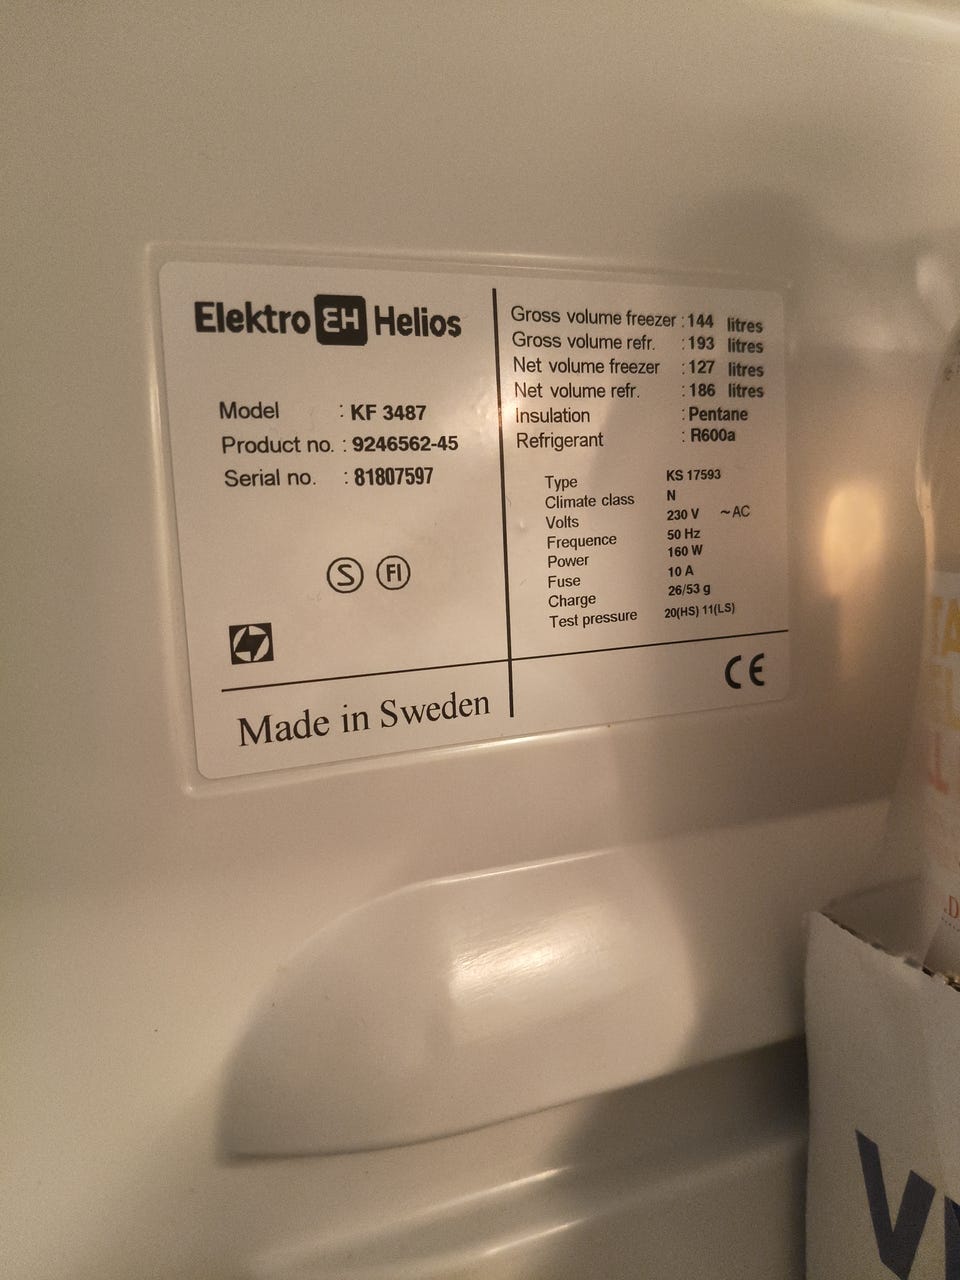 Elektro EH Helios
Model : KF 3487
Product no. : 9246562-45
Serial no. : 81807597
S FI
Made in Sweden
Gross volume freezer : 144 litres
Gross volume refr. : 193 litres
Net volume freezer : 127 litres
Net volume refr. : 186 litres
Insulation : Pentane
Refrigerant : R600a
Type KS 17593
Climate class N
Volts 230 V ~AC
Frequence 50 Hz
Power 160 W
Fuse 10 A
Charge 26/53 g
Test pressure 20(HS) 11(LS)
CE